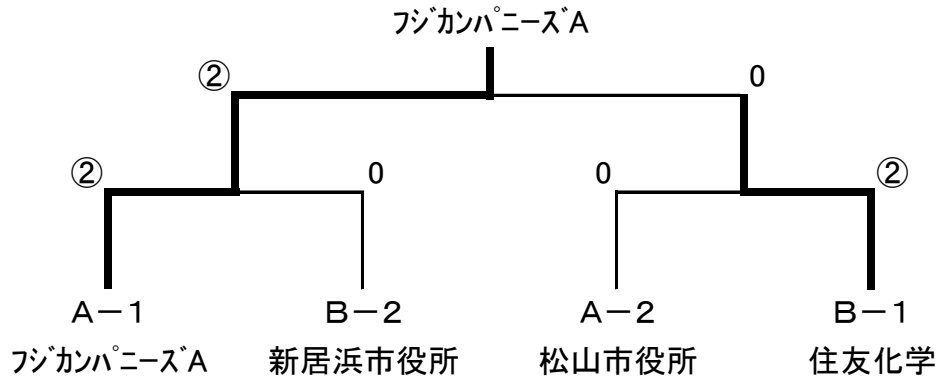 フジカンパニーズA
② 0
② 0 0 ②
A－1 B－2 A－2 B－1
フジカンパニーズA 新居浜市役所 松山市役所 住友化学